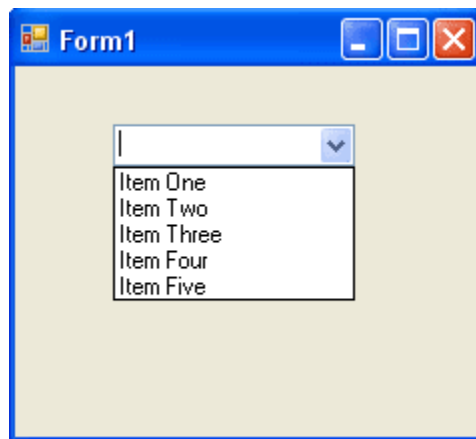 Form1
Item One
Item Two
Item Three
Item Four
Item Five